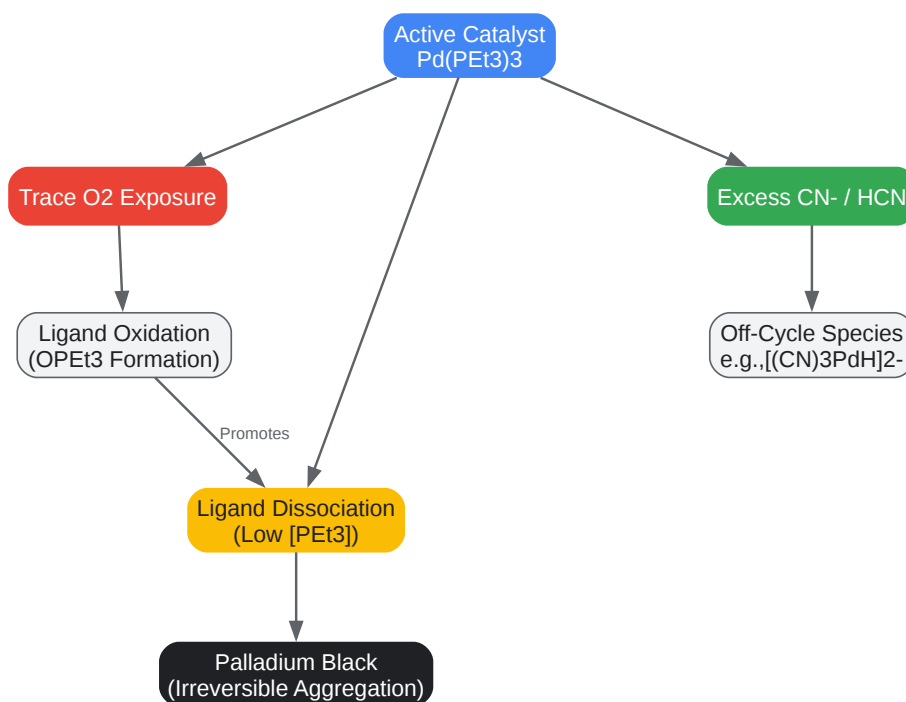 Active Catalyst
Pd(PEt3)3
Trace O2 Exposure
Excess CN- / HCN
Ligand Oxidation
(OPEt3 Formation)
Off-Cycle Species
e.g.,[(CN)3PdH]2-
Promotes
Ligand Dissociation
(Low [PEt3])
Palladium Black
(Irreversible Aggregation)